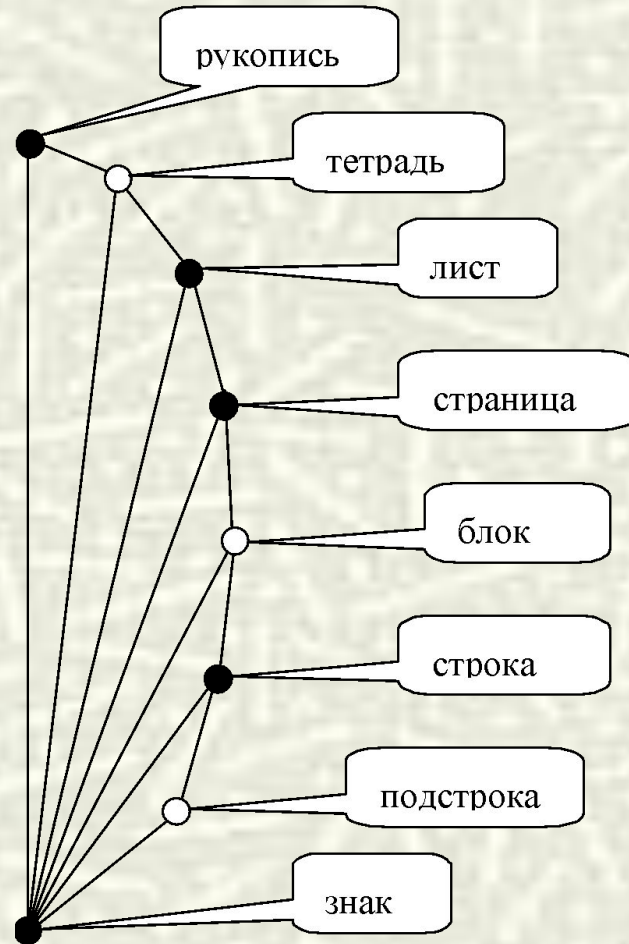 рукопись
тетрадь
лист
страница
блок
строка
подстрока
знак